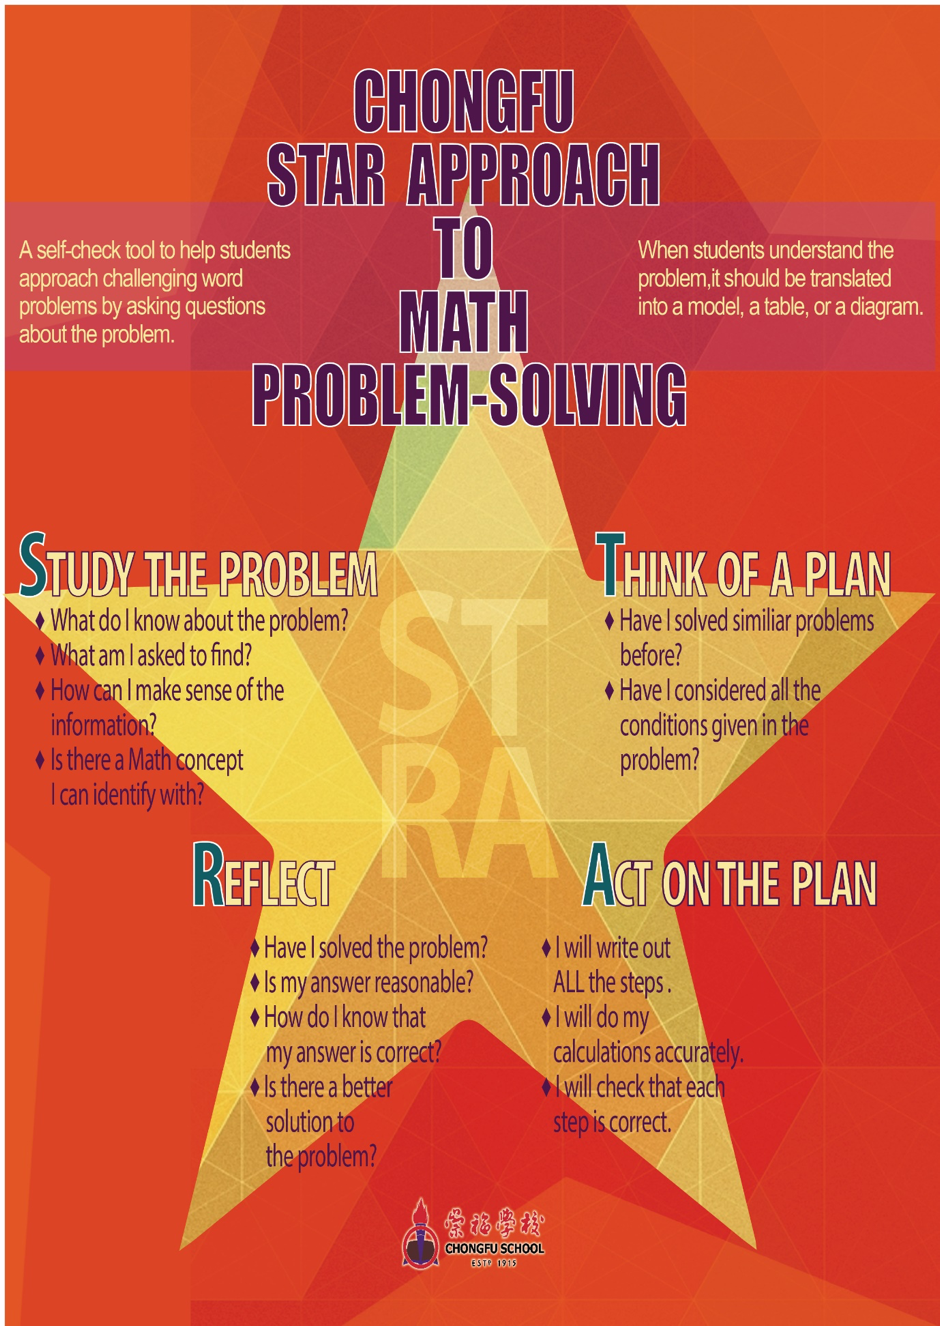 CHONGFU
STAR APPROACH
TO
MATH
PROBLEM-SOLVING
A self-check tool to help students
approach challenging word
problems by asking questions
about the problem.
When students understand the
problem,it should be translated
into a model, a table, or a diagram.
STUDY THE PROBLEM
♦ What do I know about the problem?
♦ What am I asked to find?
♦ How can I make sense of the
information?
♦ Is there a Math concept
I can identify with?
THINK OF A PLAN
♦ Have I solved similiar problems
before?
♦ Have I considered all the
conditions given in the
problem?
ST
RA
REFLECT
♦ Have I solved the problem?
♦ Is my answer reasonable?
♦ How do I know that
my answer is correct?
♦ Is there a better
solution to
the problem?
ACT ON THE PLAN
♦ I will write out
ALL the steps .
♦ I will do my
calculations accurately.
♦ I will check that each
step is correct.
崇福学校
CHONGFU SCHOOL
ESTD 1915